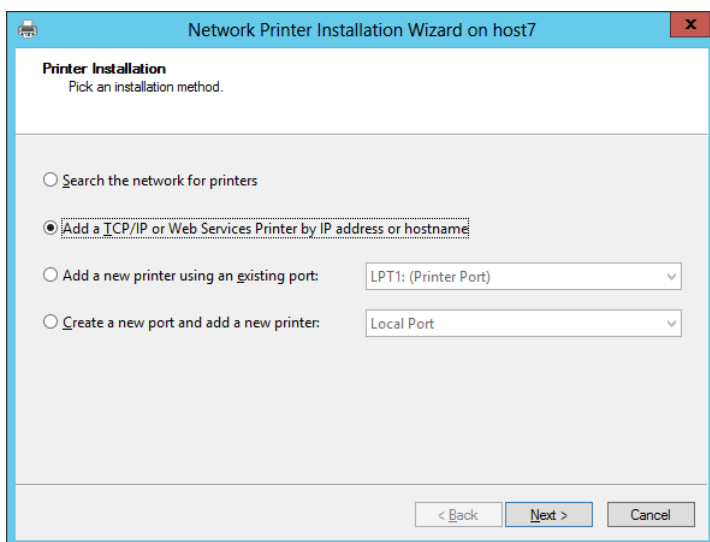 Network Printer Installation Wizard on host7
x
Printer Installation
Pick an installation method.
Search the network for printers
Add a TCP/IP or Web Services Printer by IP address or hostname
Add a new printer using an existing port: LPT1: (Printer Port)
Create a new port and add a new printer: Local Port
< Back Next > Cancel